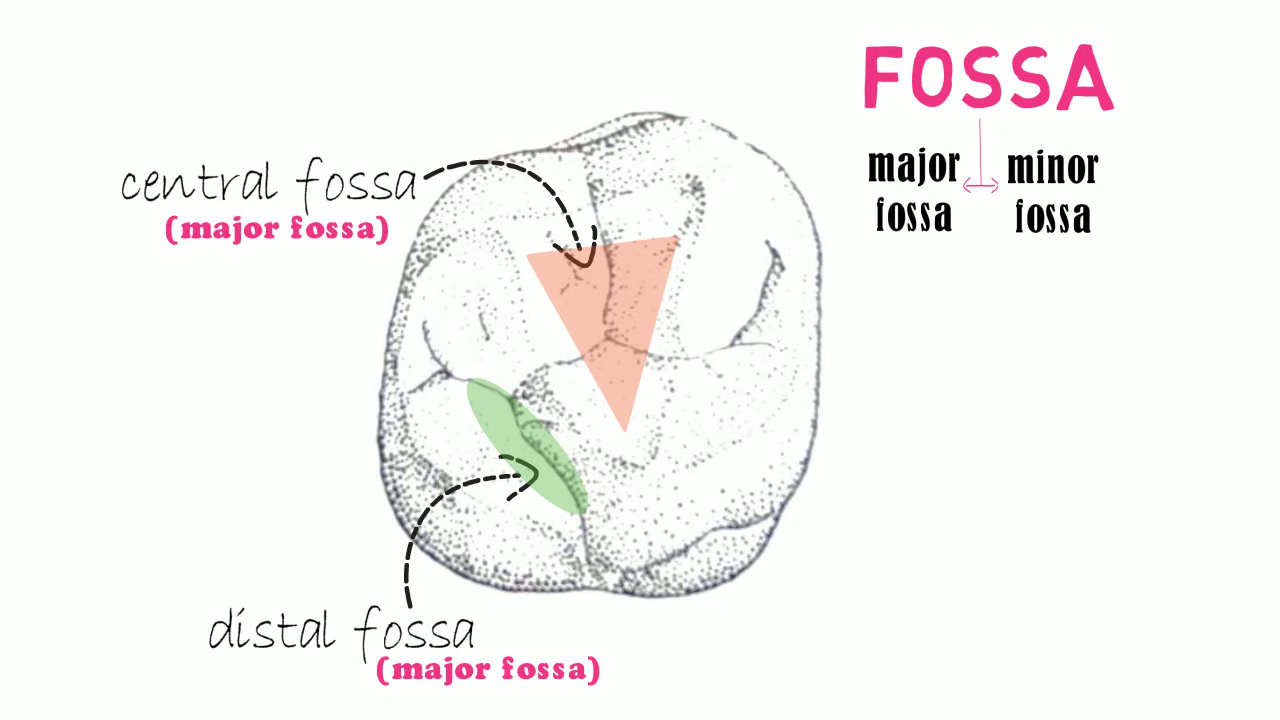 FOSSA
major minor
fossa fossa
central fossa
(major fossa)
distal fossa
(major fossa)